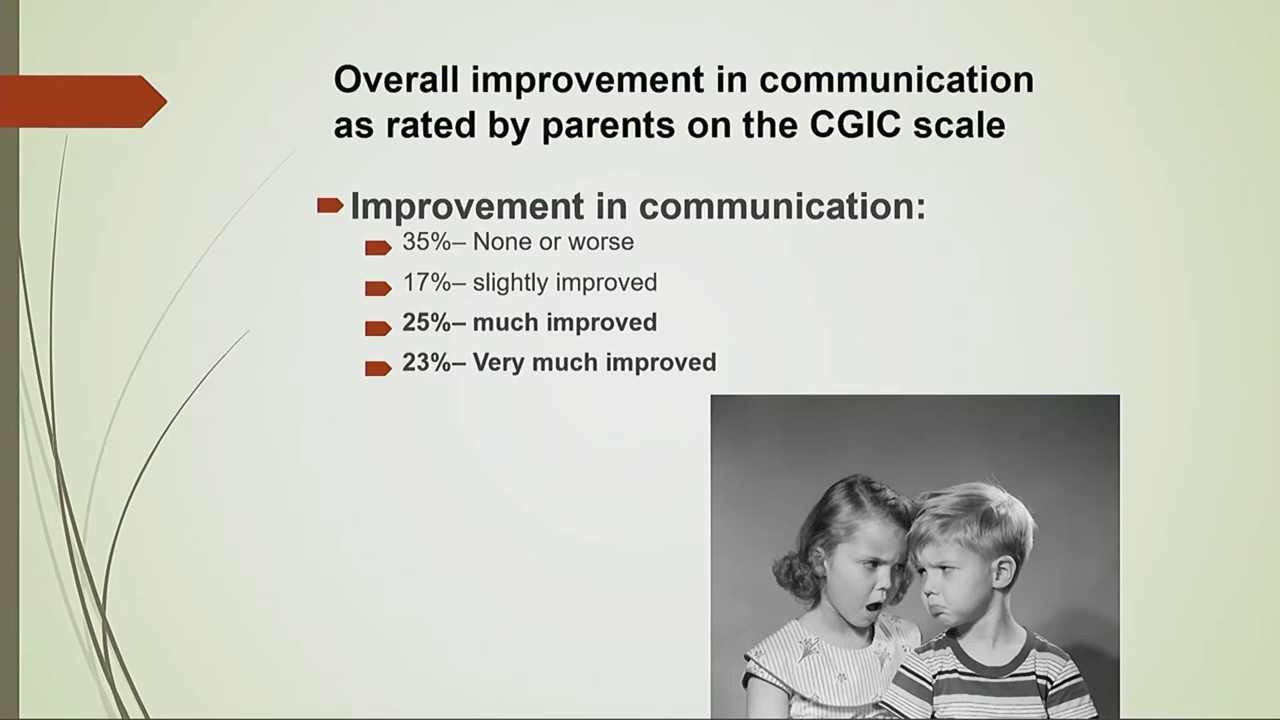 Overall improvement in communication
as rated by parents on the CGIC scale
Improvement in communication:
35%– None or worse
17%– slightly improved
25%– much improved
23%– Very much improved